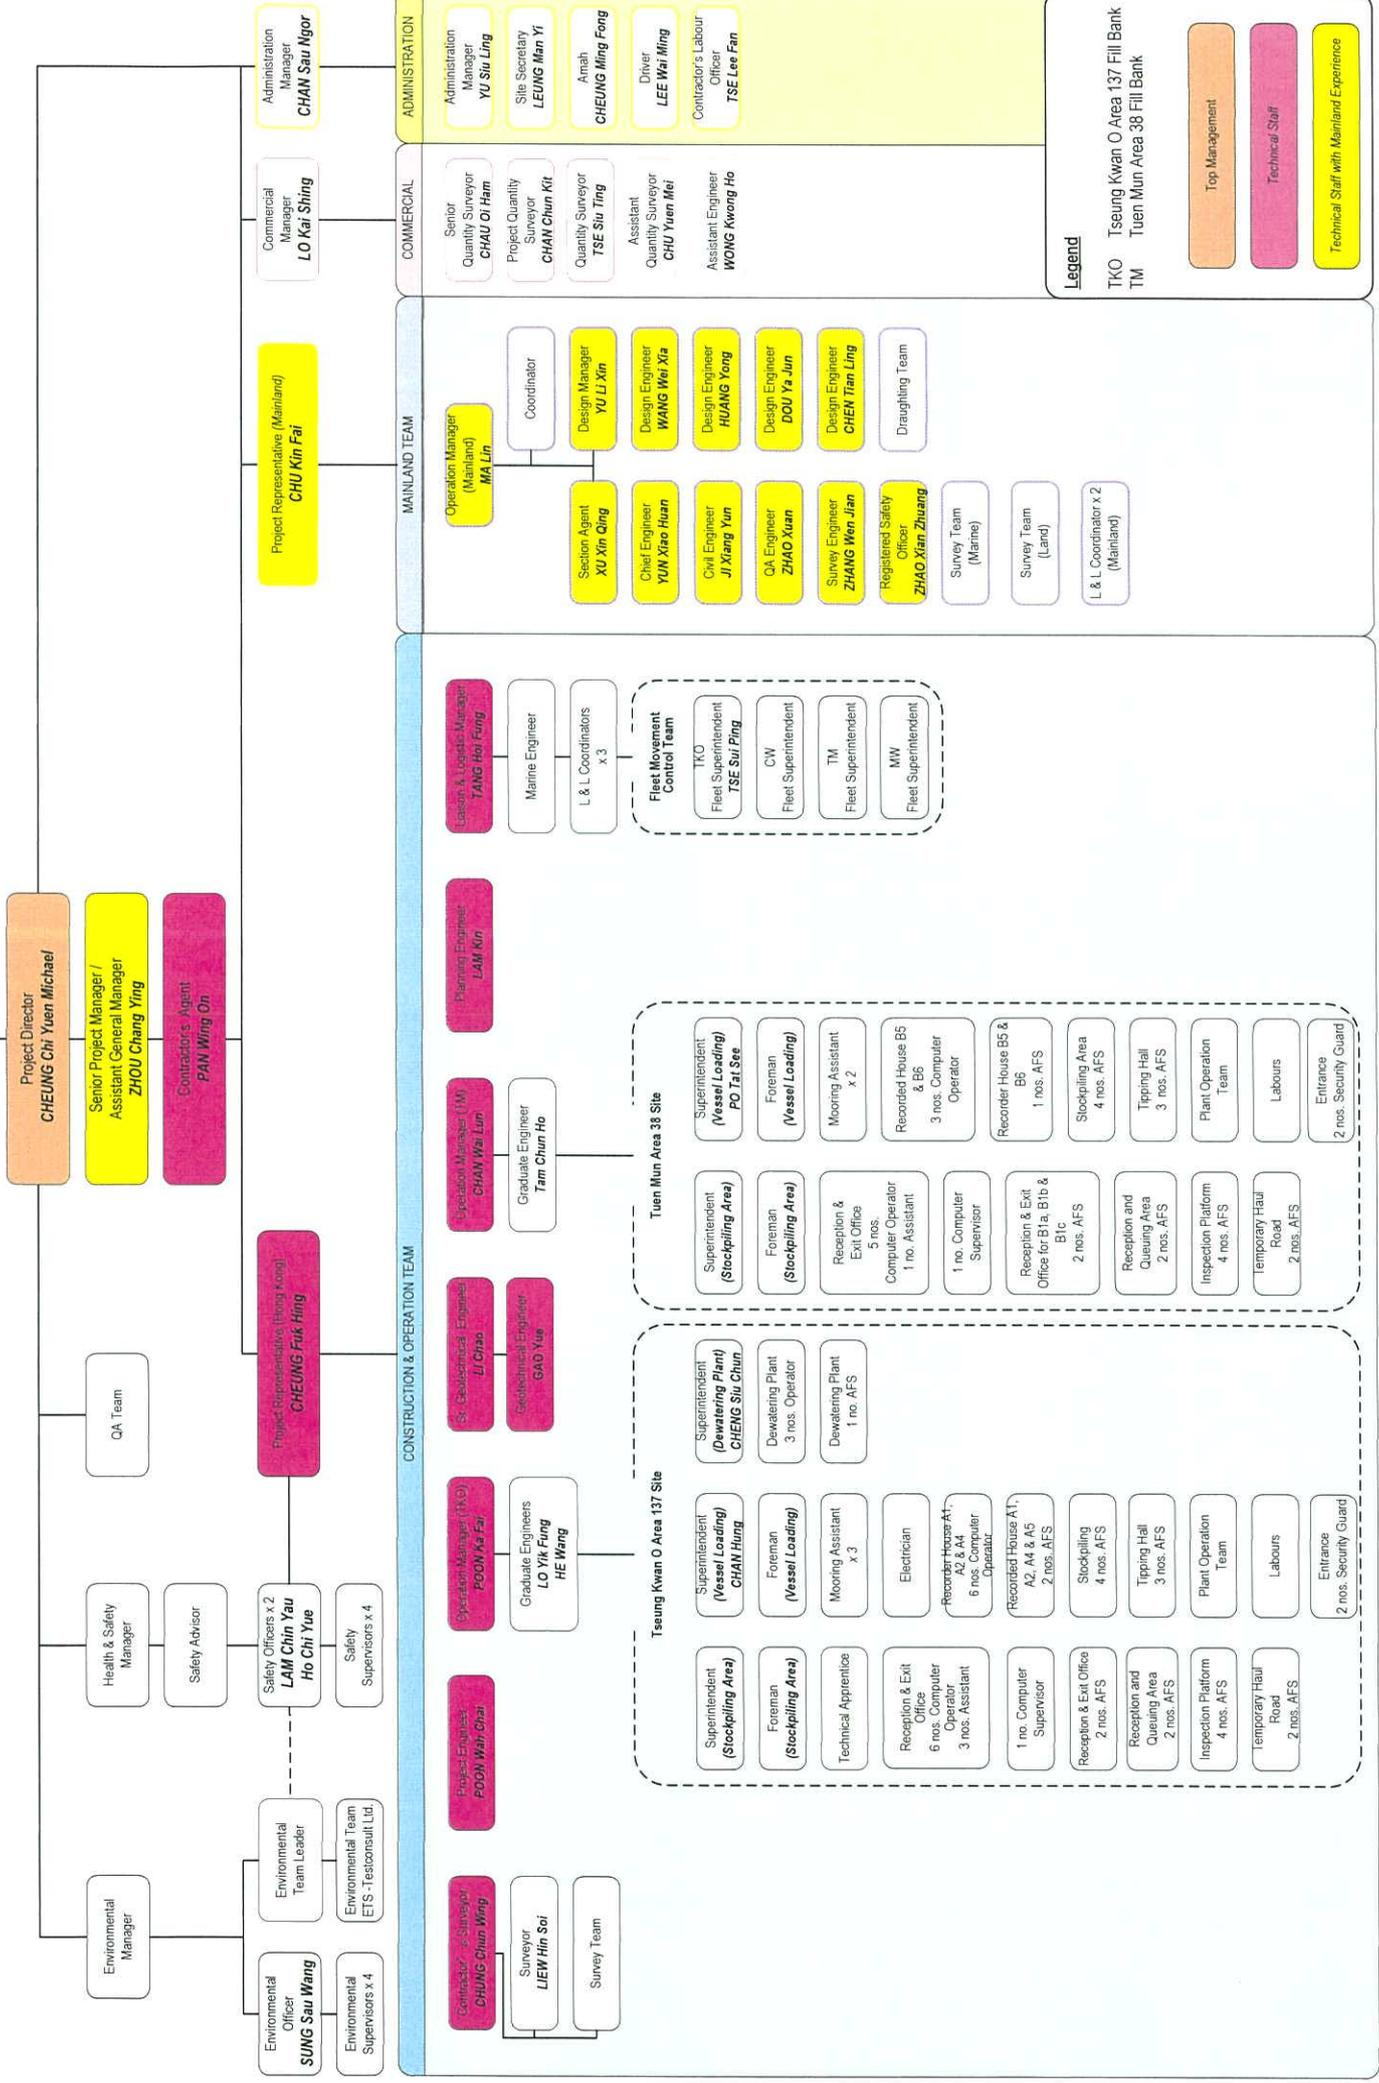 Project Director
CHEUNG Chi Yuen Michael
Senior Project Manager /
Assistant General Manager
ZHOU Chang Ying
Contractor's Agent
PAN Wing On
Environmental
Manager
Health & Safety
Manager
Safety Advisor
QA Team
Environmental
Officer
SUNG Sau Wang
Environmental
Supervisors x 4
Environmental
Team Leader
Environmental Team
ETS -Testconsult Ltd.
Safety Officers x 2
LAM Chin Yau
Ho Chi Yue
Safety
Supervisors x 4
Project Representative (Hong Kong)
CHEUNG Fuk Hing
Project Representative (Mainland)
CHU Kin Fai
Commercial
Manager
LO Kai Shing
Administration
Manager
CHAN Sau Ngor
CONSTRUCTION & OPERATION TEAM
Contractor's Surveyor
CHUNG Chun Wing
Surveyor
LIEW Hin Soi
Survey Team
Project Engineer
POON Wah Chai
Operation Manager (TKO)
POON Ka Fai
Graduate Engineers
LO Yik Fung
HE Wang
Sr. Geotechnical Engineer
LI Chao
Geotechnical Engineer
GAO Yue
Operation Manager (TM)
CHAN Wai Lun
Graduate Engineer
Tam Chun Ho
Planning Engineer
LAM Kin
Liaison & Logistic Manager
TANG Hoi Fung
Marine Engineer
L & L Coordinators
x 3
Fleet Movement
Control Team
TKO
Fleet Superintendent
TSE Sui Ping
CW
Fleet Superintendent
TM
Fleet Superintendent
MW
Fleet Superintendent
Tseung Kwan O Area 137 Site
Superintendent
(Stockpiling Area)
Foreman
(Stockpiling Area)
Technical Apprentice
Reception & Exit
Office
6 nos. Computer
Operator
3 nos. Assistant
1 no. Computer
Supervisor
Reception & Exit Office
2 nos. AFS
Reception and
Queuing Area
2 nos. AFS
Inspection Platform
4 nos. AFS
Temporary Haul
Road
2 nos. AFS
Superintendent
(Vessel Loading)
CHAN Hung
Foreman
(Vessel Loading)
Mooring Assistant
x 3
Electrician
Recorder House A1,
A2 & A4
6 nos. Computer
Operator
Recorded House A1,
A2, A4 & A5
2 nos. AFS
Stockpiling
4 nos. AFS
Tipping Hall
3 nos. AFS
Plant Operation
Team
Labours
Entrance
2 nos. Security Guard
Superintendent
(Dewatering Plant)
CHENG Siu Chun
Dewatering Plant
3 nos. Operator
Dewatering Plant
1 no. AFS
Tuen Mun Area 38 Site
Superintendent
(Stockpiling Area)
Foreman
(Stockpiling Area)
Reception &
Exit Office
5 nos.
Computer Operator
1 no. Assistant
1 no. Computer
Supervisor
Reception & Exit
Office for B1a, B1b &
B1c
2 nos. AFS
Reception and
Queuing Area
2 nos. AFS
Inspection Platform
4 nos. AFS
Temporary Haul
Road
2 nos. AFS
Superintendent
(Vessel Loading)
PO Tat See
Foreman
(Vessel Loading)
Mooring Assistant
x 2
Recorded House B5
& B6
3 nos. Computer
Operator
Recorder House B5 &
B6
1 nos. AFS
Stockpiling Area
4 nos. AFS
Tipping Hall
3 nos. AFS
Plant Operation
Team
Labours
Entrance
2 nos. Security Guard
MAINLAND TEAM
Operation Manager
(Mainland)
MA Lin
Coordinator
Section Agent
XU Xin Qing
Chief Engineer
YUN Xiao Huan
Civil Engineer
JI Xiang Yun
QA Engineer
ZHAO Xuan
Survey Engineer
ZHANG Wen Jian
Registered Safety
Officer
ZHAO Xian Zhuang
Survey Team
(Marine)
Survey Team
(Land)
L & L Coordinator x 2
(Mainland)
Design Manager
YU Li Xin
Design Engineer
WANG Wei Xia
Design Engineer
HUANG Yong
Design Engineer
DOU Ya Jun
Design Engineer
CHEN Tian Ling
Draughting Team
COMMERCIAL
Senior
Quantity Surveyor
CHAU Oi Ham
Project Quantity
Surveyor
CHAN Chun Kit
Quantity Surveyor
TSE Siu Ting
Assistant
Quantity Surveyor
CHU Yuen Mei
Assistant Engineer
WONG Kwong Ho
ADMINISTRATION
Administration
Manager
YU Siu Ling
Site Secretary
LEUNG Man Yi
Amah
CHEUNG Ming Fong
Driver
LEE Wai Ming
Contractor's Labour
Officer
TSE Lee Fan
Legend
TKO Tseung Kwan O Area 137 Fill Bank
TM Tuen Mun Area 38 Fill Bank
Top Management
Technical Staff
Technical Staff with Mainland Experience